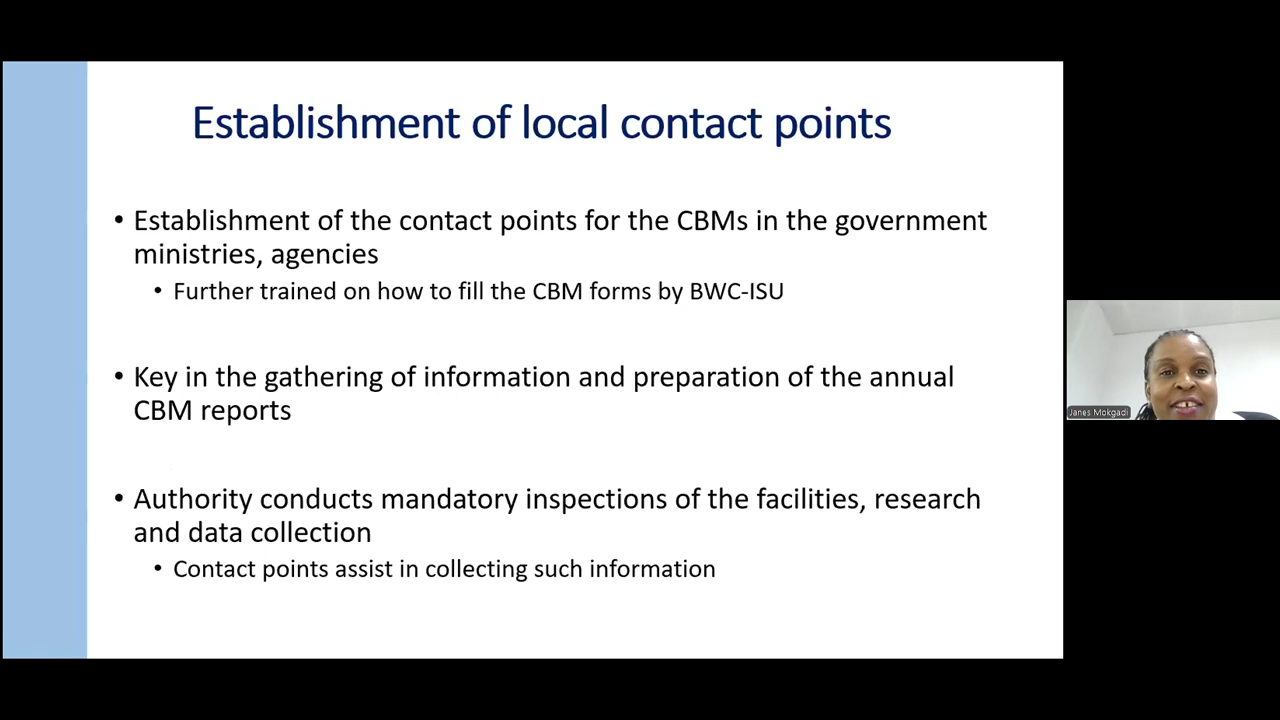 Establishment of local contact points
• Establishment of the contact points for the CBMs in the government
ministries, agencies
• Further trained on how to fill the CBM forms by BWC-ISU
• Key in the gathering of information and preparation of the annual
CBM reports
• Authority conducts mandatory inspections of the facilities, research
and data collection
• Contact points assist in collecting such information
Janes Mokgadi